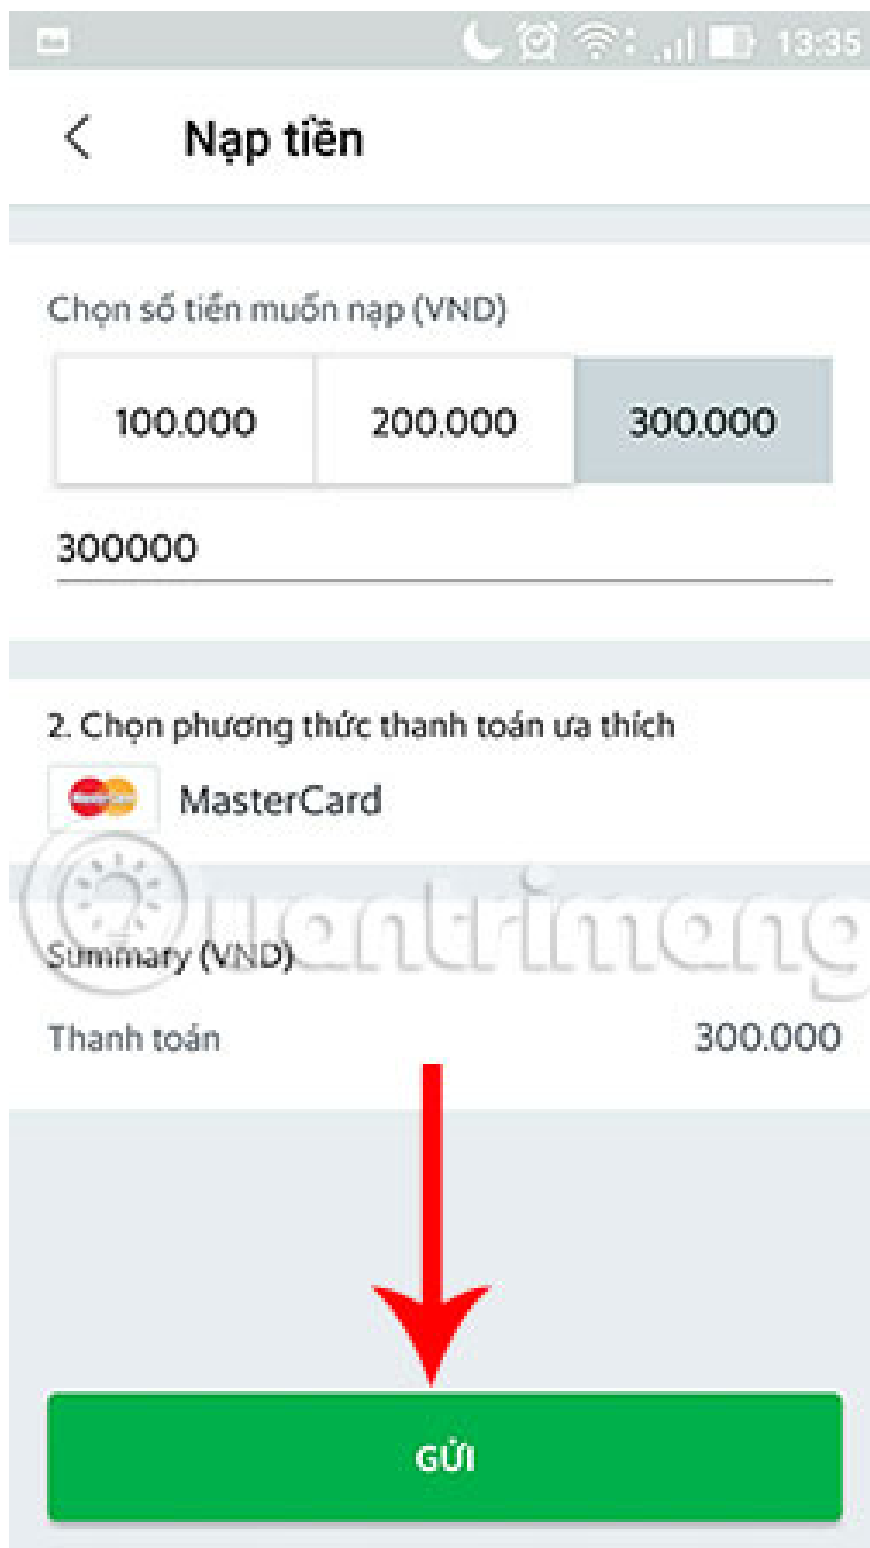 13:35
Nạp tiền
Chọn số tiền muốn nạp (VND)
100.000 200.000 300.000
300000
2. Chọn phương thức thanh toán ưa thích
MasterCard
Quantrimang
Summary (VND)
Thanh toán 300.000
GỬI